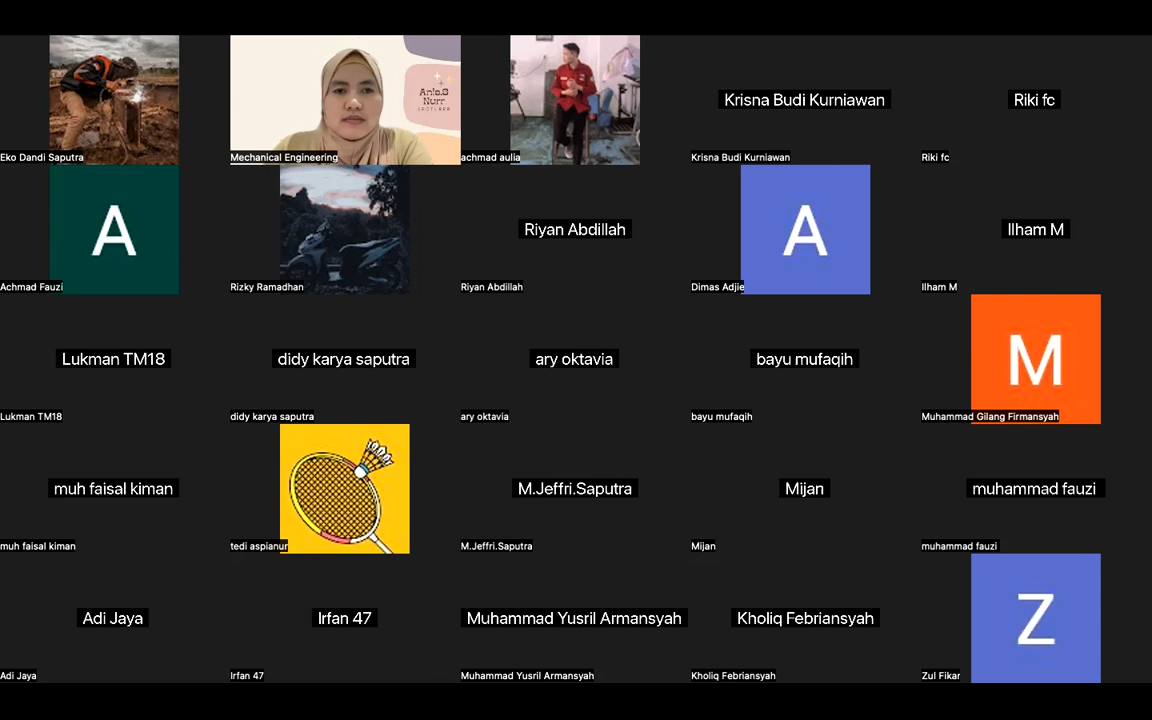 Anis.S
Nurr
LECTURER
Eko Dandi Saputra
Mechanical Engineering
achmad aulia
Krisna Budi Kurniawan
Krisna Budi Kurniawan
Riki fc
Riki fc
A
Achmad Fauzi
Rizky Ramadhan
Riyan Abdillah
Riyan Abdillah
A
Dimas Adjie
Ilham M
Ilham M
Lukman TM18
Lukman TM18
didy karya saputra
didy karya saputra
ary oktavia
ary oktavia
bayu mufaqih
bayu mufaqih
M
Muhammad Gilang Firmansyah
muh faisal kiman
muh faisal kiman
tedi aspianur
M.Jeffri.Saputra
M.Jeffri.Saputra
Mijan
Mijan
muhammad fauzi
muhammad fauzi
Adi Jaya
Adi Jaya
Irfan 47
Irfan 47
Muhammad Yusril Armansyah
Muhammad Yusril Armansyah
Kholiq Febriansyah
Kholiq Febriansyah
Z
Zul Fikar